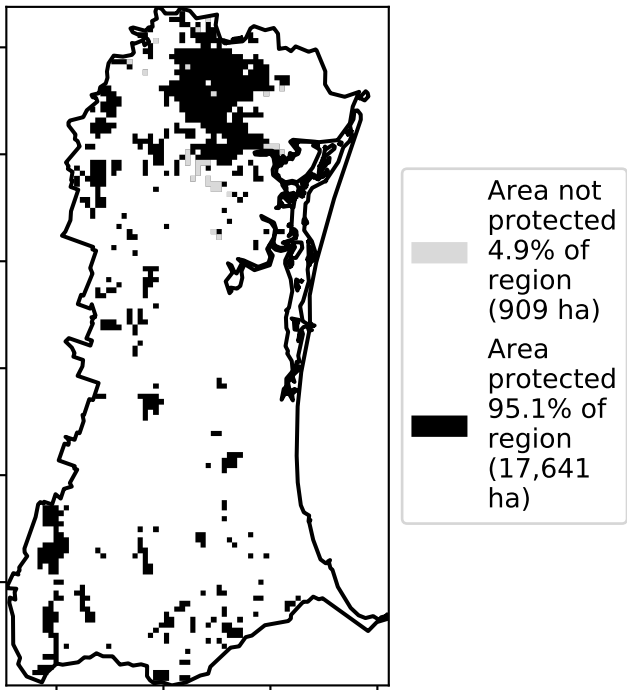 Area not
protected
4.9% of
region
(909 ha)
Area
protected
95.1% of
region
(17,641
ha)